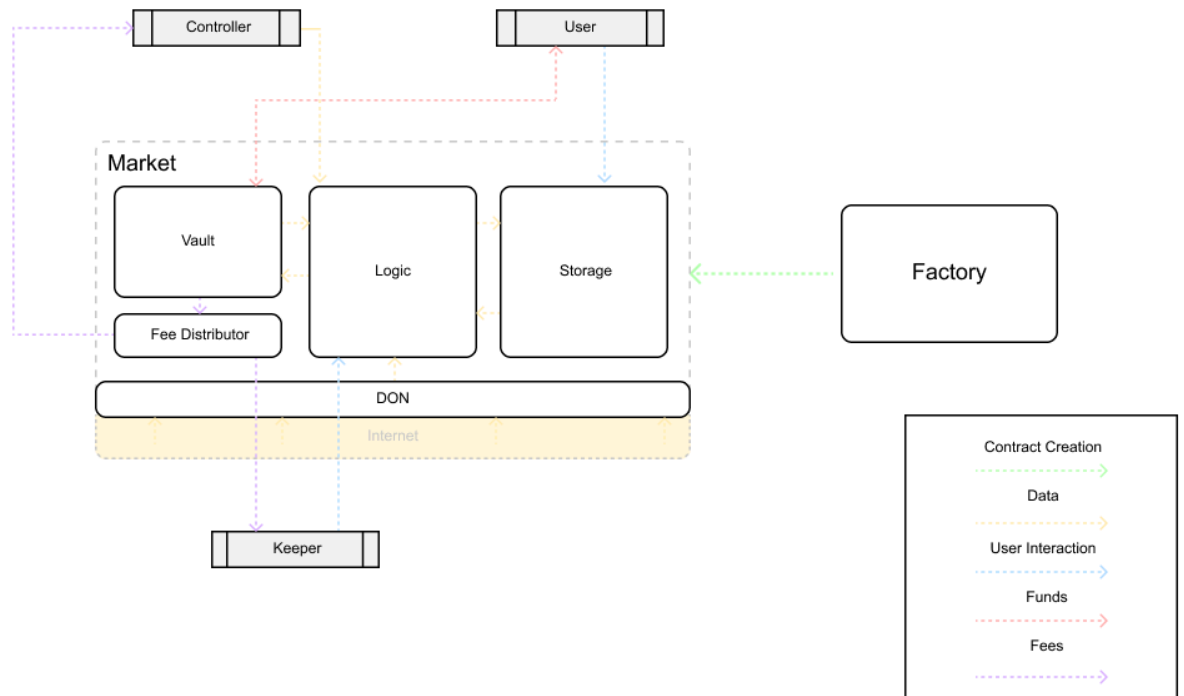 Controller
User
Market
Vault
Logic
Storage
Factory
Fee Distributor
DON
Internet
Keeper
Contract Creation
Data
User Interaction
Funds
Fees